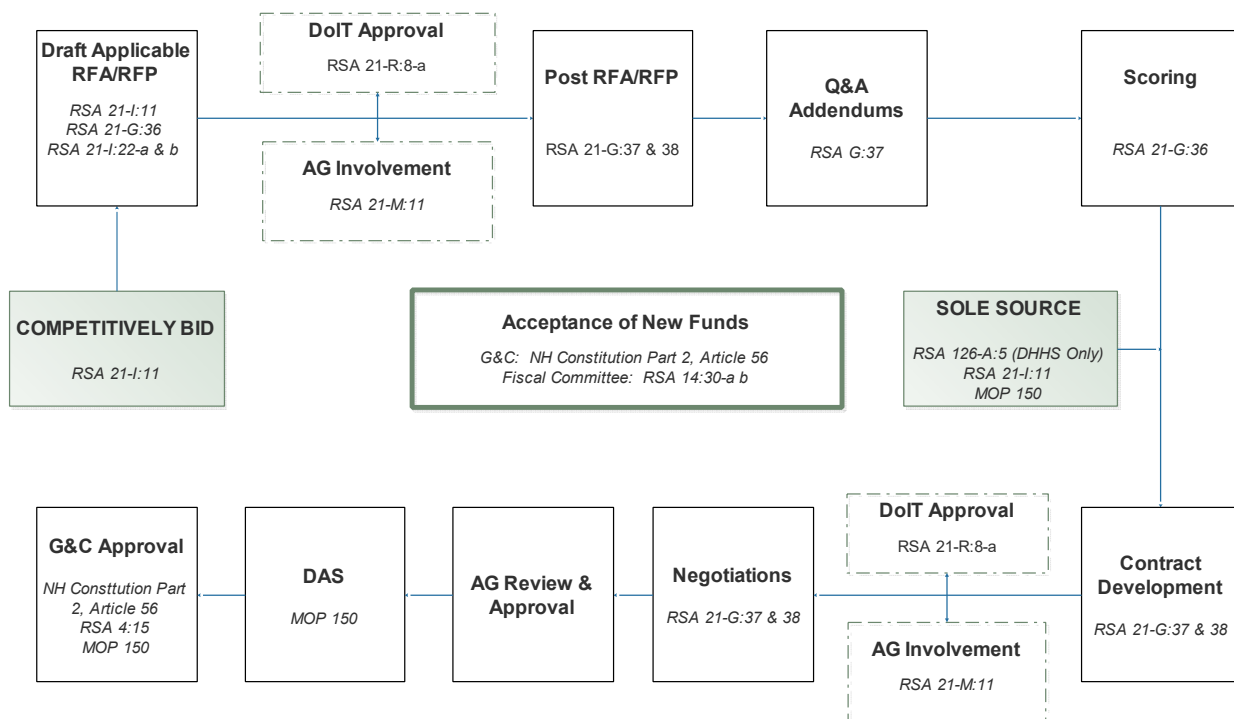 Draft Applicable
RFA/RFP
RSA 21-I:11
RSA 21-G:36
RSA 21-I:22-a & b
DoIT Approval
RSA 21-R:8-a
AG Involvement
RSA 21-M:11
Post RFA/RFP
RSA 21-G:37 & 38
Q&A
Addendums
RSA G:37
Scoring
RSA 21-G:36
COMPETITIVELY BID
RSA 21-I:11
Acceptance of New Funds
G&C:  NH Constitution Part 2, Article 56
Fiscal Committee:  RSA 14:30-a b
SOLE SOURCE
RSA 126-A:5 (DHHS Only)
RSA 21-I:11
MOP 150
G&C Approval
NH Consttution Part
2, Article 56
RSA 4:15
MOP 150
DAS
MOP 150
AG Review &
Approval
Negotiations
RSA 21-G:37 & 38
DoIT Approval
RSA 21-R:8-a
AG Involvement
RSA 21-M:11
Contract
Development
RSA 21-G:37 & 38